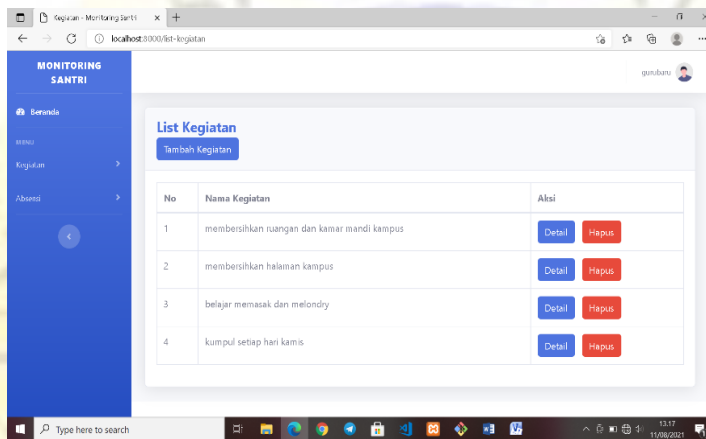 Kegiatan - Monitoring Santri
localhost:8000/list-kegiatan
MONITORING
SANTRI
gurubaru
Beranda
MENU
Kegiatan
Absensi
List Kegiatan
Tambah Kegiatan
No Nama Kegiatan Aksi
1 membersihkan ruangan dan kamar mandi kampus Detail Hapus
2 membersihkan halaman kampus Detail Hapus
3 belajar memasak dan melondry Detail Hapus
4 kumpul setiap hari kamis Detail Hapus
Type here to search
13.17
11/08/2021